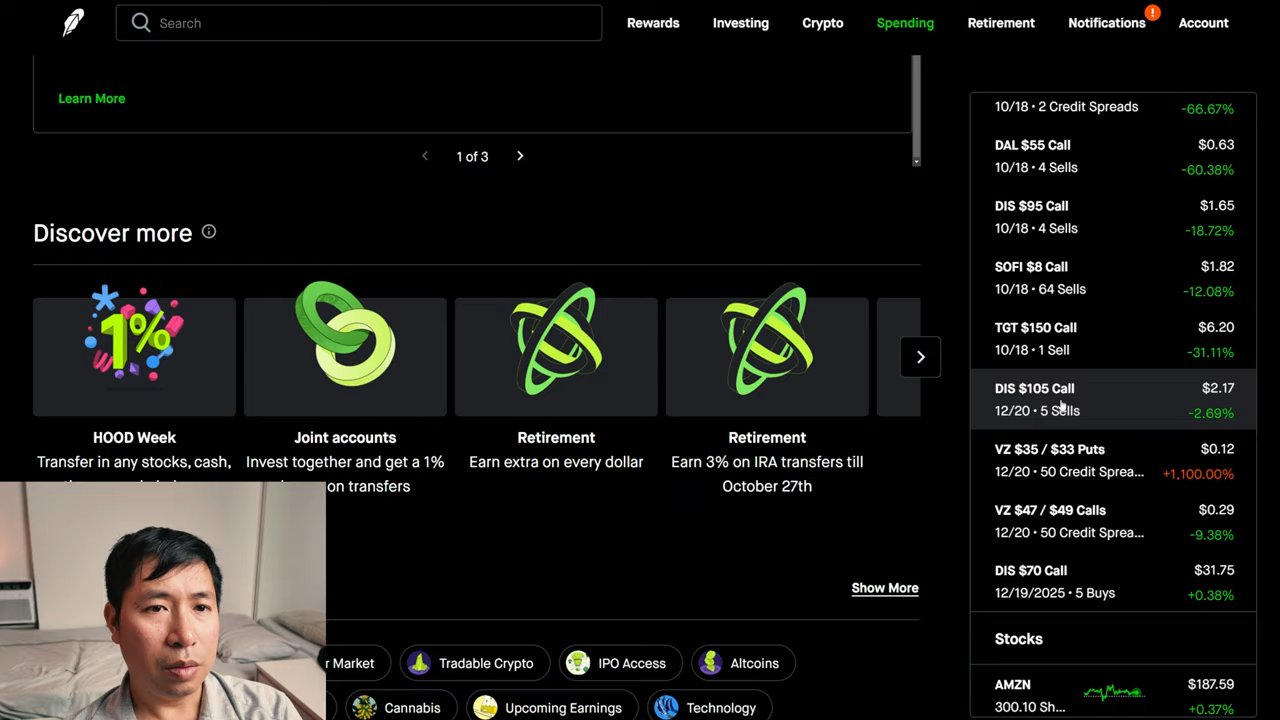 Search
Rewards
Investing
Crypto
Spending
Retirement
Notifications
!
Account
Learn More
1 of 3
Discover more
1%
HOOD Week
Transfer in any stocks, cash,
Joint accounts
Invest together and get a 1%
on transfers
Retirement
Earn extra on every dollar
Retirement
Earn 3% on IRA transfers till
October 27th
Show More
Market
Tradable Crypto
IPO Access
Altcoins
Cannabis
Upcoming Earnings
Technology
10/18 • 2 Credit Spreads
-66.67%
DAL $55 Call
$0.63
10/18 • 4 Sells
-60.38%
DIS $95 Call
$1.65
10/18 • 4 Sells
-18.72%
SOFI $8 Call
$1.82
10/18 • 64 Sells
-12.08%
TGT $150 Call
$6.20
10/18 • 1 Sell
-31.11%
DIS $105 Call
$2.17
12/20 • 5 Sells
-2.69%
VZ $35 / $33 Puts
$0.12
12/20 • 50 Credit Sprea...
+1,100.00%
VZ $47 / $49 Calls
$0.29
12/20 • 50 Credit Sprea...
-9.38%
DIS $70 Call
$31.75
12/19/2025 • 5 Buys
+0.38%
Stocks
AMZN
$187.59
300.10 Sh...
+0.37%